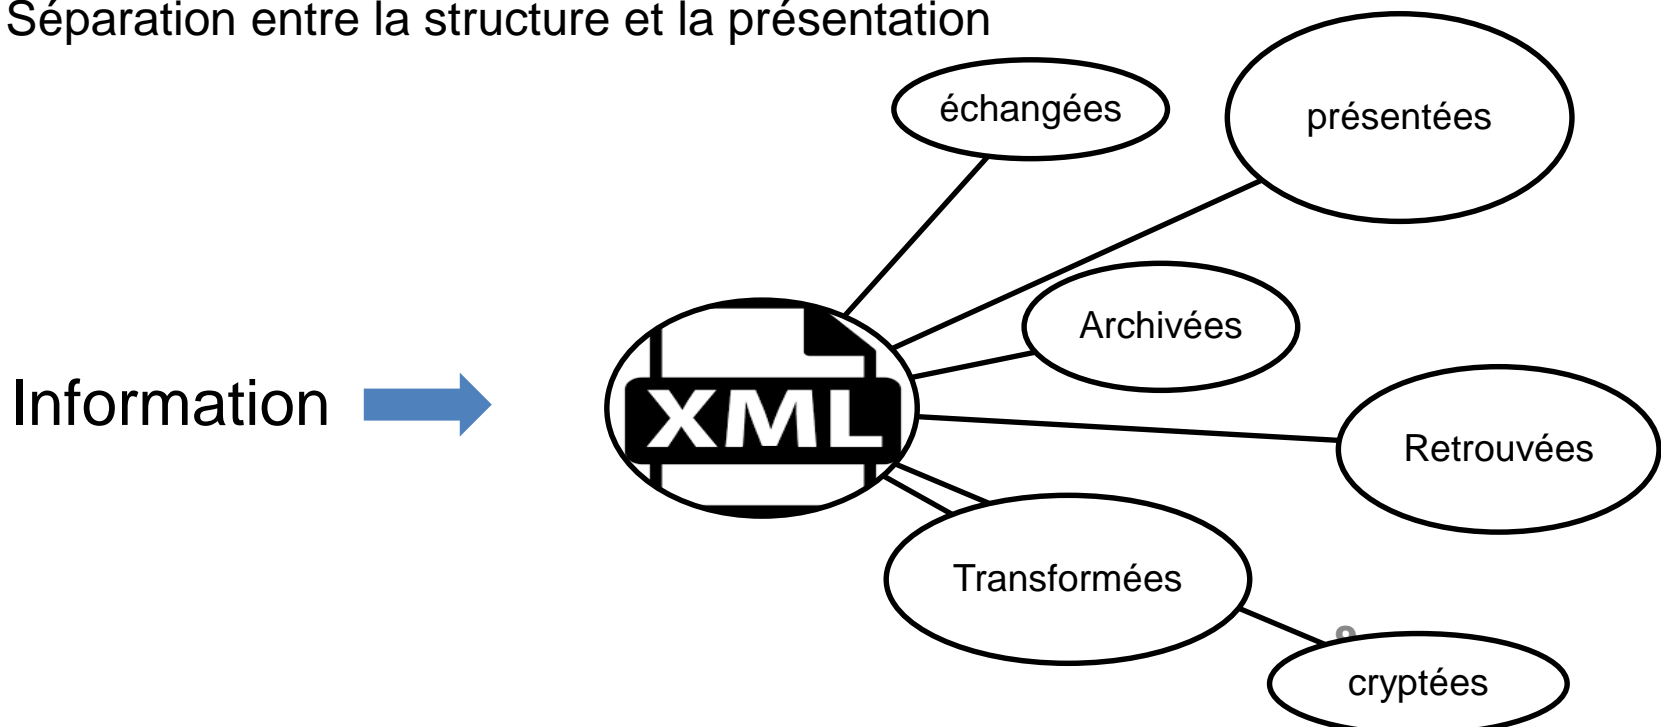 Séparation entre la structure et la présentation
échangées
présentées
Archivées
Information
XML
Retrouvées
Transformées
cryptées